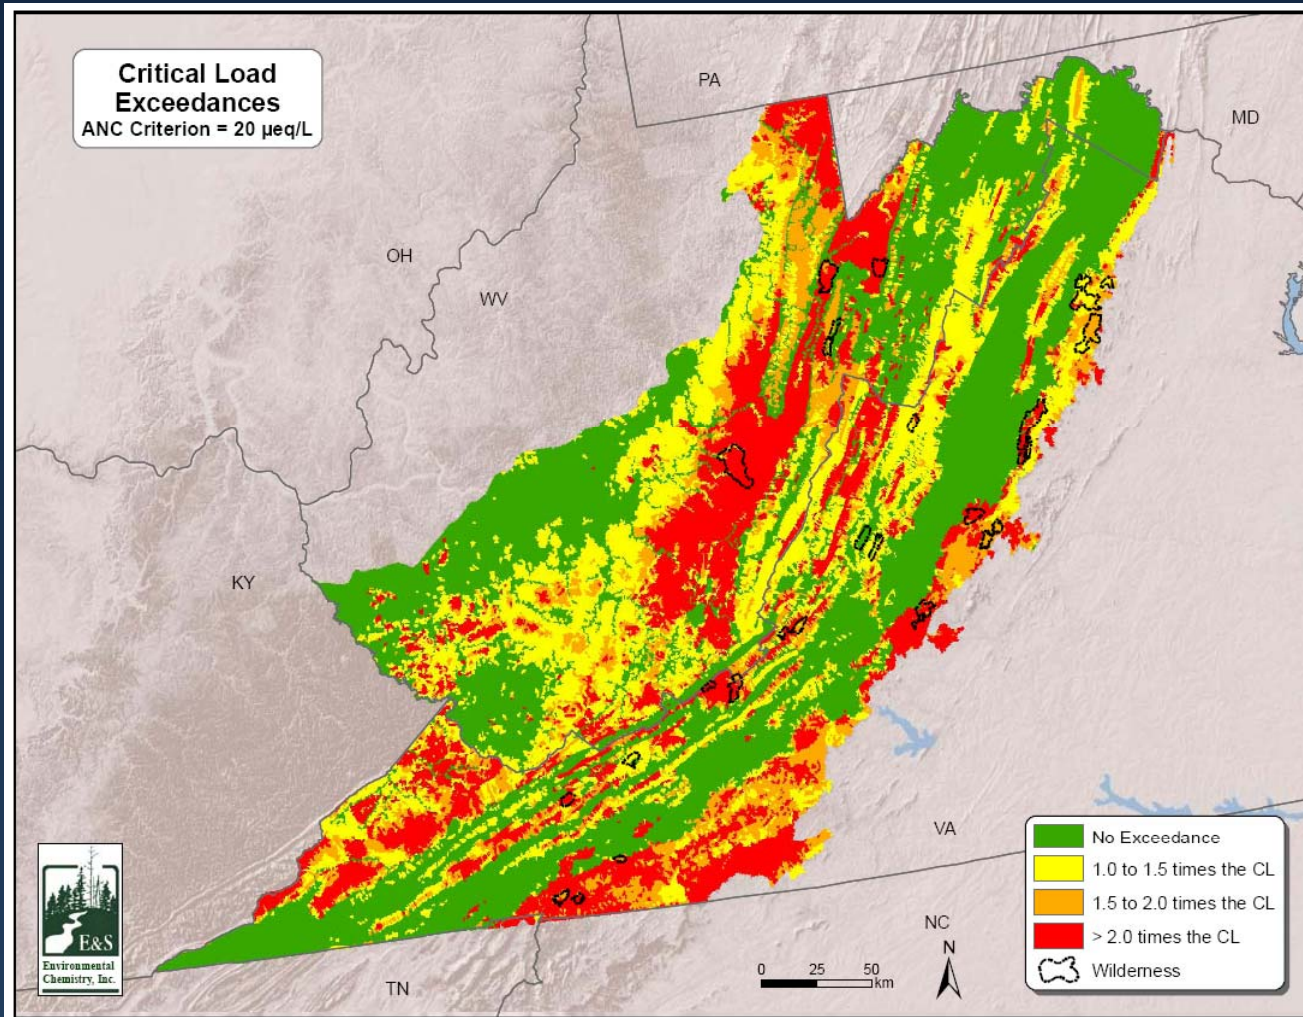 Critical Load
Exceedances
ANC Criterion = 20 µeq/L
PA
MD
OH
WV
KY
VA
NC
TN
No Exceedance
1.0 to 1.5 times the CL
1.5 to 2.0 times the CL
> 2.0 times the CL
Wilderness
N
0 25 50
km
E&S
Environmental
Chemistry, Inc.